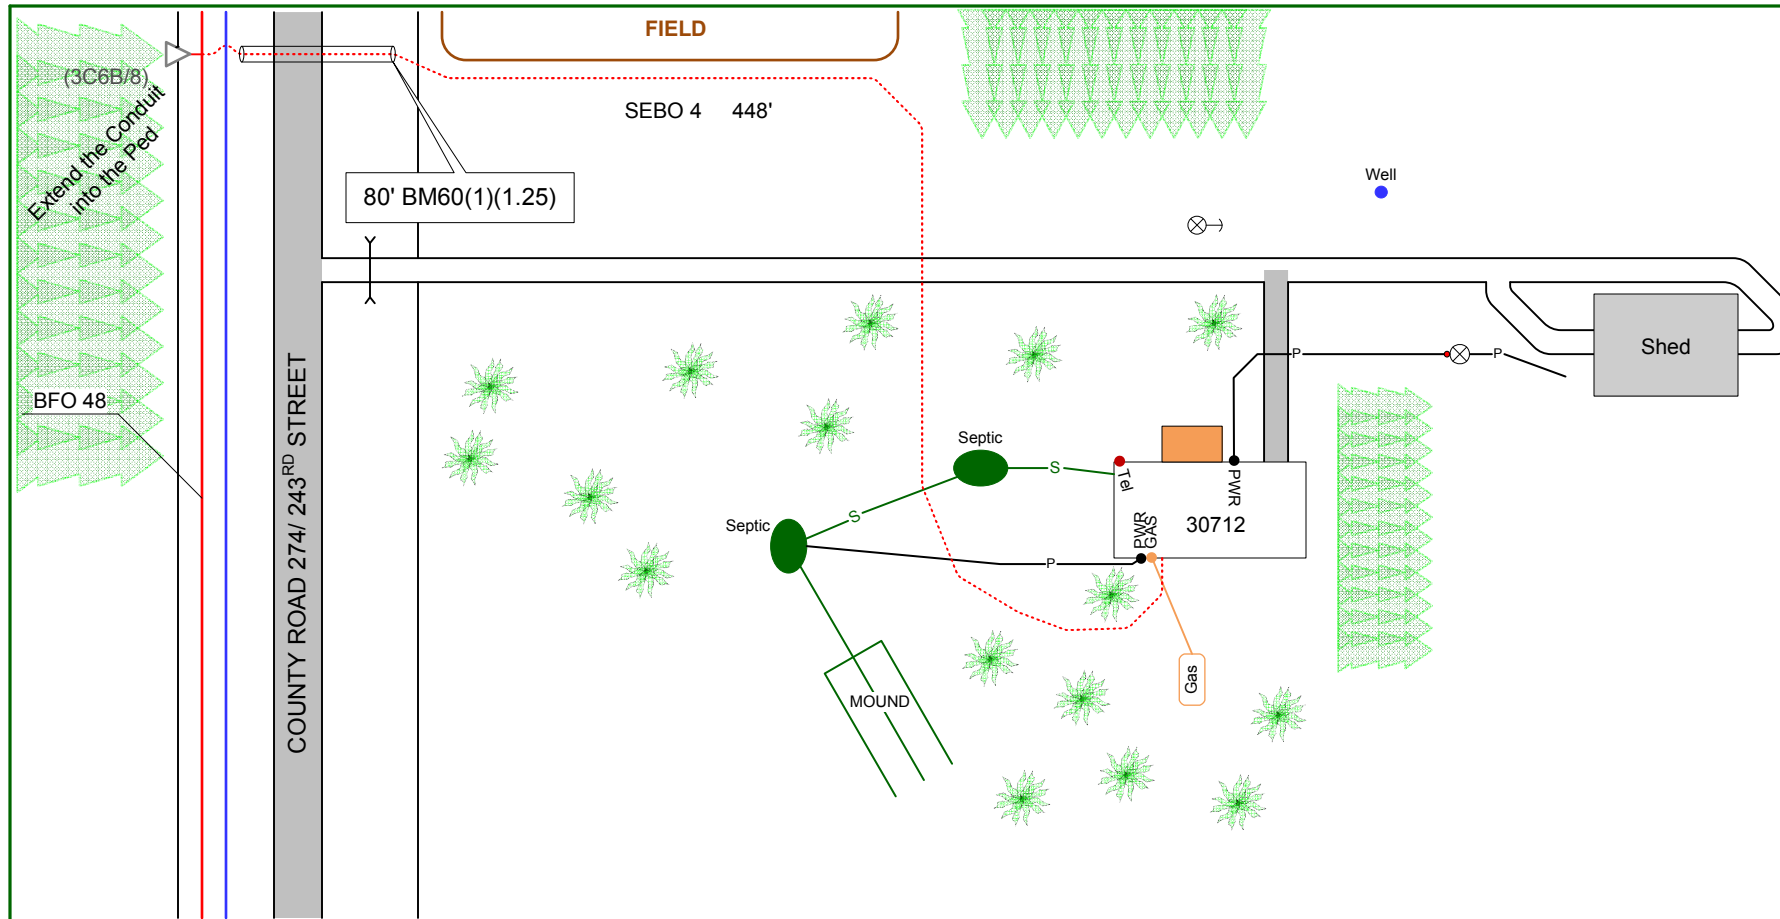 FIELD
(3C6B/8)
Extend the Conduit
into the Ped
SEBO 4 448'
80' BM60(1)(1.25)
Well
COUNTY ROAD 274/ 243RD STREET
BFO 48
Shed
P
P
Septic
S
Tel
PWR
S
Septic
PWR
GAS
30712
P
Gas
MOUND